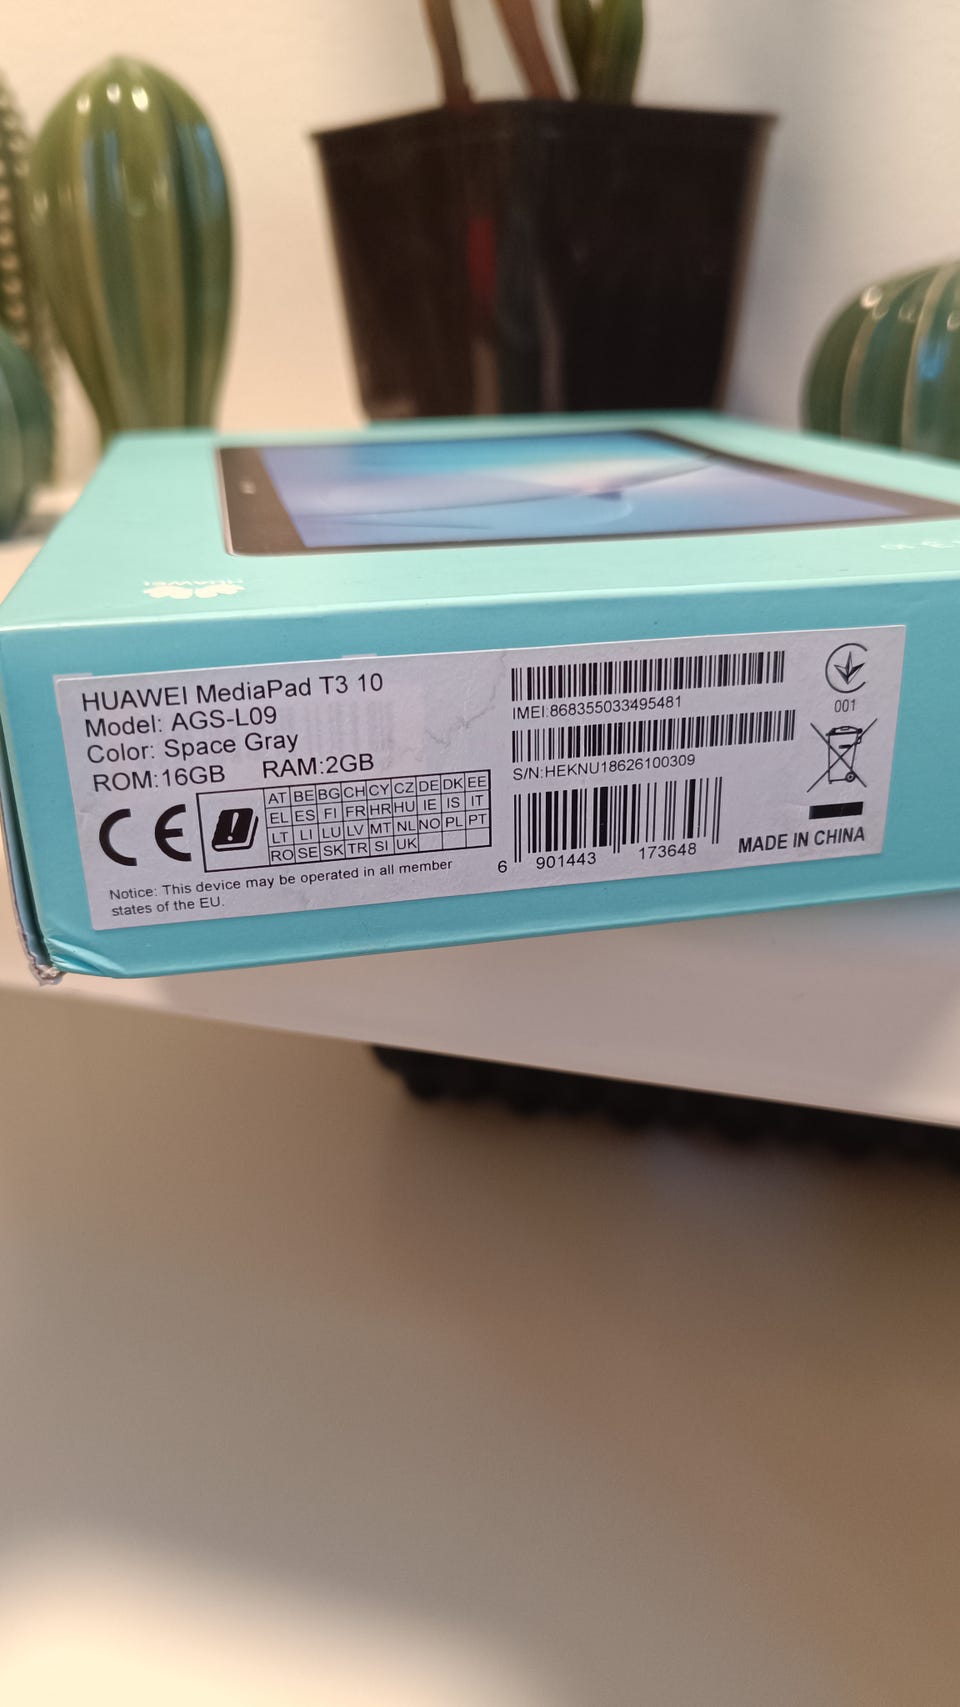 HUAWEI
HUAWEI MediaPad T3 10
Model: AGS-L09
Color: Space Gray
ROM:16GB RAM:2GB
CE
AT BE BG CH CY CZ DE DK EE
EL ES FI FR HR HU IE IS IT
LT LI LU LV MT NL NO PL PT
RO SE SK TR SI UK
Notice: This device may be operated in all member
states of the EU.
IMEI:868355033495481
S/N:HEKNU18626100309
6 901443 173648
001
MADE IN CHINA